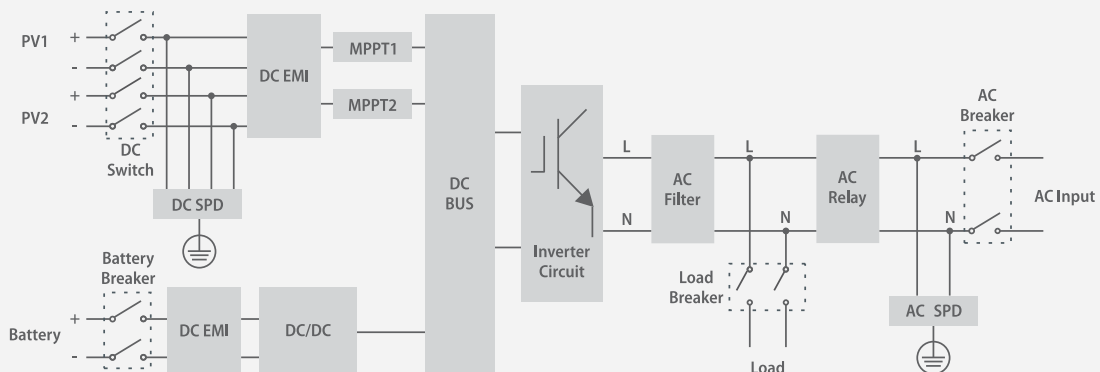 PV1
+
-
+
PV2
-
DC
Switch
DC SPD
DC EMI
MPPT1
MPPT2
DC
BUS
Battery
Breaker
Battery
+
-
DC EMI
DC/DC
Inverter
Circuit
L
N
AC
Filter
L
N
Load
Breaker
Load
AC
Relay
L
N
AC SPD
AC
Breaker
AC Input